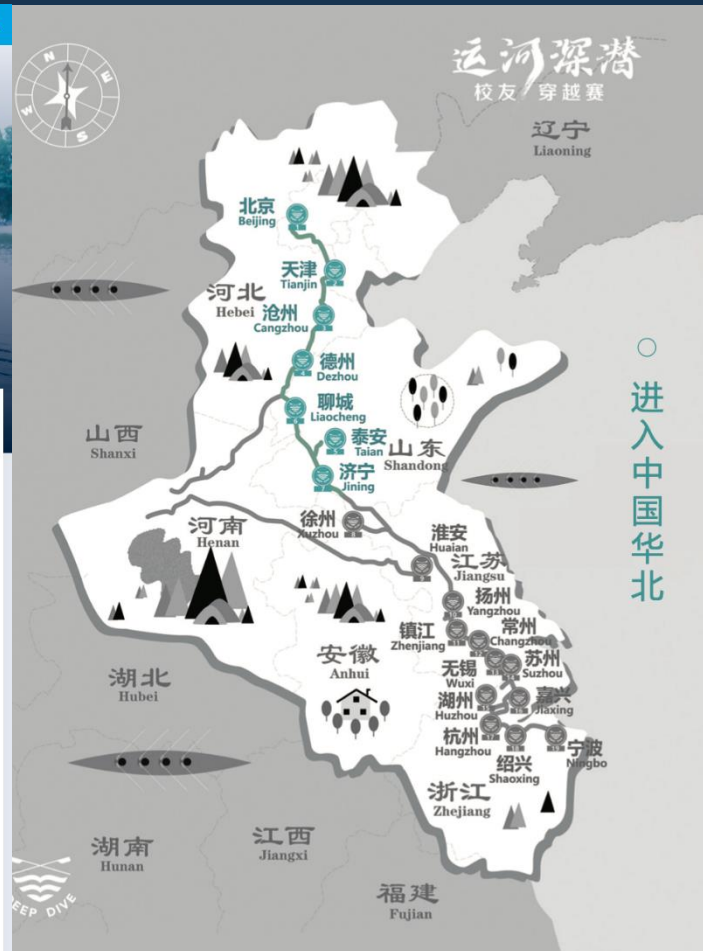 运河深潜
校友 穿越赛
N
E
W
S
辽宁
Liaoning
北京
Beijing
天津
Tianjin
河北
Hebei
沧州
Cangzhou
德州
Dezhou
聊城
Liaocheng
泰安
Taian
山东
Shandong
济宁
Jining
山西
Shanxi
进入中国华北
河南
Henan
徐州
Xuzhou
淮安
Huaian
江苏
Jiangsu
扬州
Yangzhou
镇江
Zhenjiang
常州
Changzhou
安徽
Anhui
无锡
Wuxi
苏州
Suzhou
湖北
Hubei
湖州
Huzhou
嘉兴
Jiaxing
杭州
Hangzhou
绍兴
Shaoxing
宁波
Ningbo
浙江
Zhejiang
湖南
Hunan
江西
Jiangxi
福建
Fujian
DEEP DIVE